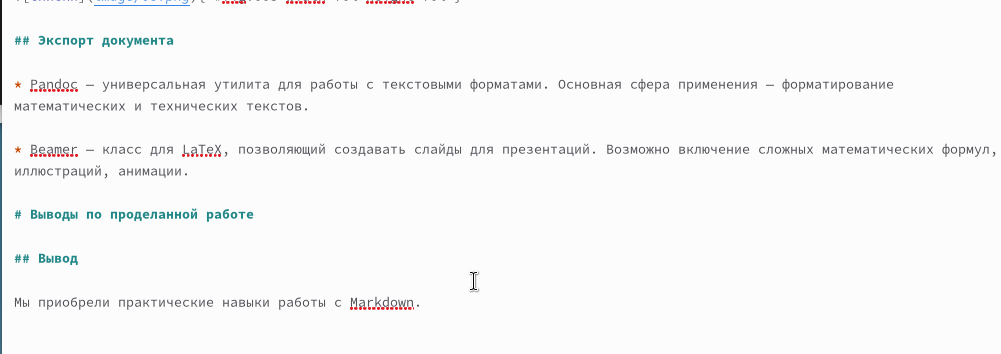 ## Экспорт документа
* Pandoc — универсальная утилита для работы с текстовыми форматами. Основная сфера применения — форматирование
математических и технических текстов.
* Beamer — класс для LaTeX, позволяющий создавать слайды для презентаций. Возможно включение сложных математических формул,
иллюстраций, анимации.
# Выводы по проделанной работе
## Вывод
Мы приобрели практические навыки работы с Markdown.